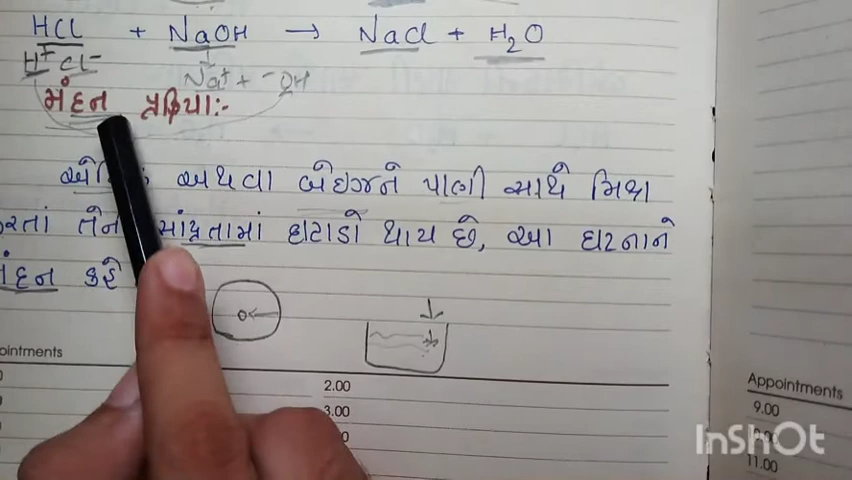 HCl + NaOH → NaCl + H₂O
H⁺Cl⁻
Na⁺ + ⁻OH
મંદન પ્રક્રિયા:-
અથવા બેઇઝને પાણી સાથે મિશ્ર
કરતાં સાંદ્રતામાં ઘટાડો થાય છે, આ ઘટનાને
મંદન કહે
ointments
2.00
3.00
Appointments
9.00
11.00
InShOt